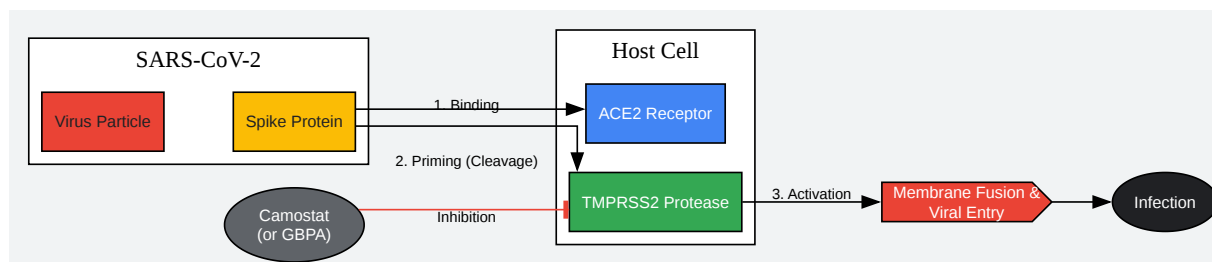 SARS-CoV-2
Virus Particle
Spike Protein
1. Binding
2. Priming (Cleavage)
Host Cell
ACE2 Receptor
TMPRSS2 Protease
Camostat
(or GBPA)
Inhibition
3. Activation
Membrane Fusion &
Viral Entry
Infection